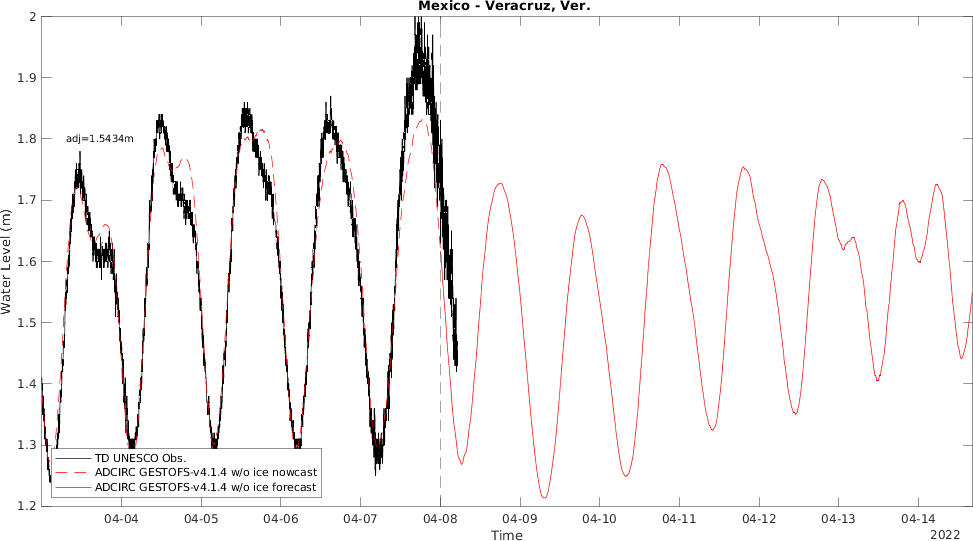 Mexico - Veracruz, Ver.
2
1.9
1.8
1.7
1.6
1.5
1.4
1.3
1.2
Water Level (m)
adj=1.5434m
TD UNESCO Obs.
ADCIRC GESTOFS-v4.1.4 w/o ice nowcast
ADCIRC GESTOFS-v4.1.4 w/o ice forecast
04-04 04-05 04-06 04-07 04-08 04-09 04-10 04-11 04-12 04-13 04-14
Time
2022